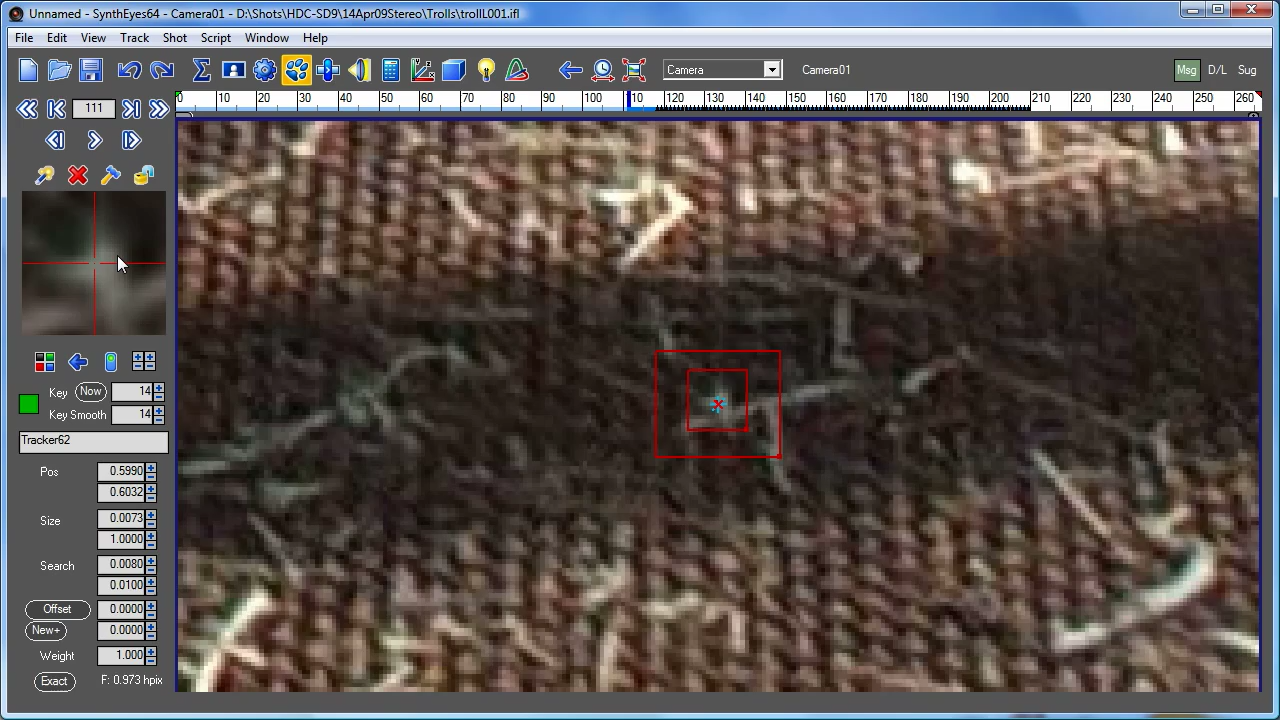 Unnamed - SynthEyes64 - Camera01 - D:\Shots\HDC-SD9\14Apr09Stereo\Trolls\trollL001.ifl
File Edit View Track Shot Script Window Help
Camera Camera01 Msg D/L Sug
111 0 10 20 30 40 50 60 70 80 90 100 110 120 130 140 150 160 170 180 190 200 210 220 230 240 250 260
Key Now 14
Key Smooth 14
Tracker62
Pos 0.5990
0.6032
Size 0.0073
1.0000
Search 0.0080
0.0100
Offset 0.0000
New+ 0.0000
Weight 1.000
Exact F: 0.973 hpix